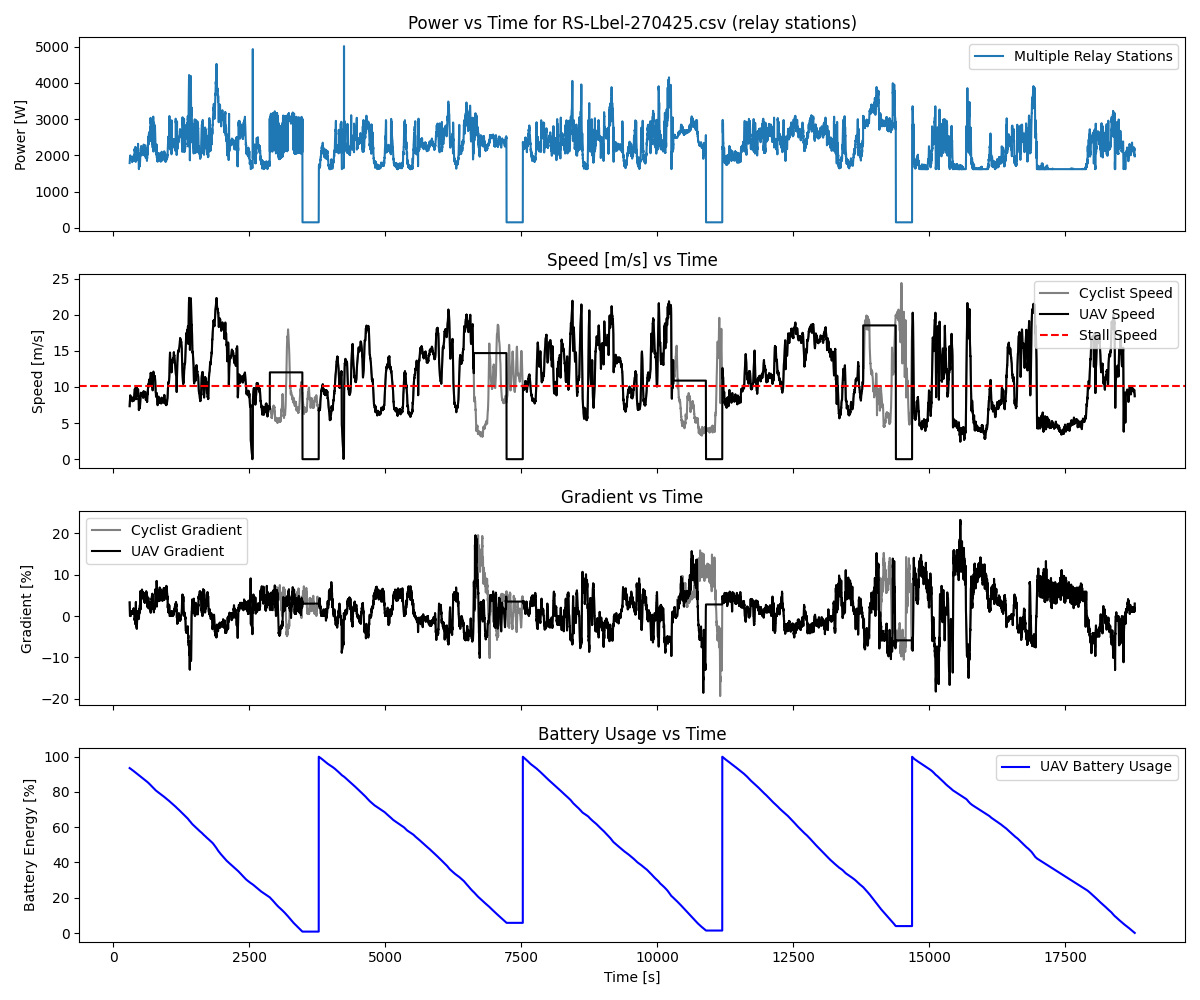 Power vs Time for RS-Lbel-270425.csv (relay stations)
Power [W]
5000
4000
3000
2000
1000
0
Multiple Relay Stations
Speed [m/s] vs Time
Speed [m/s]
25
20
15
10
5
0
Cyclist Speed
UAV Speed
Stall Speed
Gradient vs Time
Gradient [%]
20
10
0
−10
−20
Cyclist Gradient
UAV Gradient
Battery Usage vs Time
Battery Energy [%]
100
80
60
40
20
0
UAV Battery Usage
0 2500 5000 7500 10000 12500 15000 17500
Time [s]